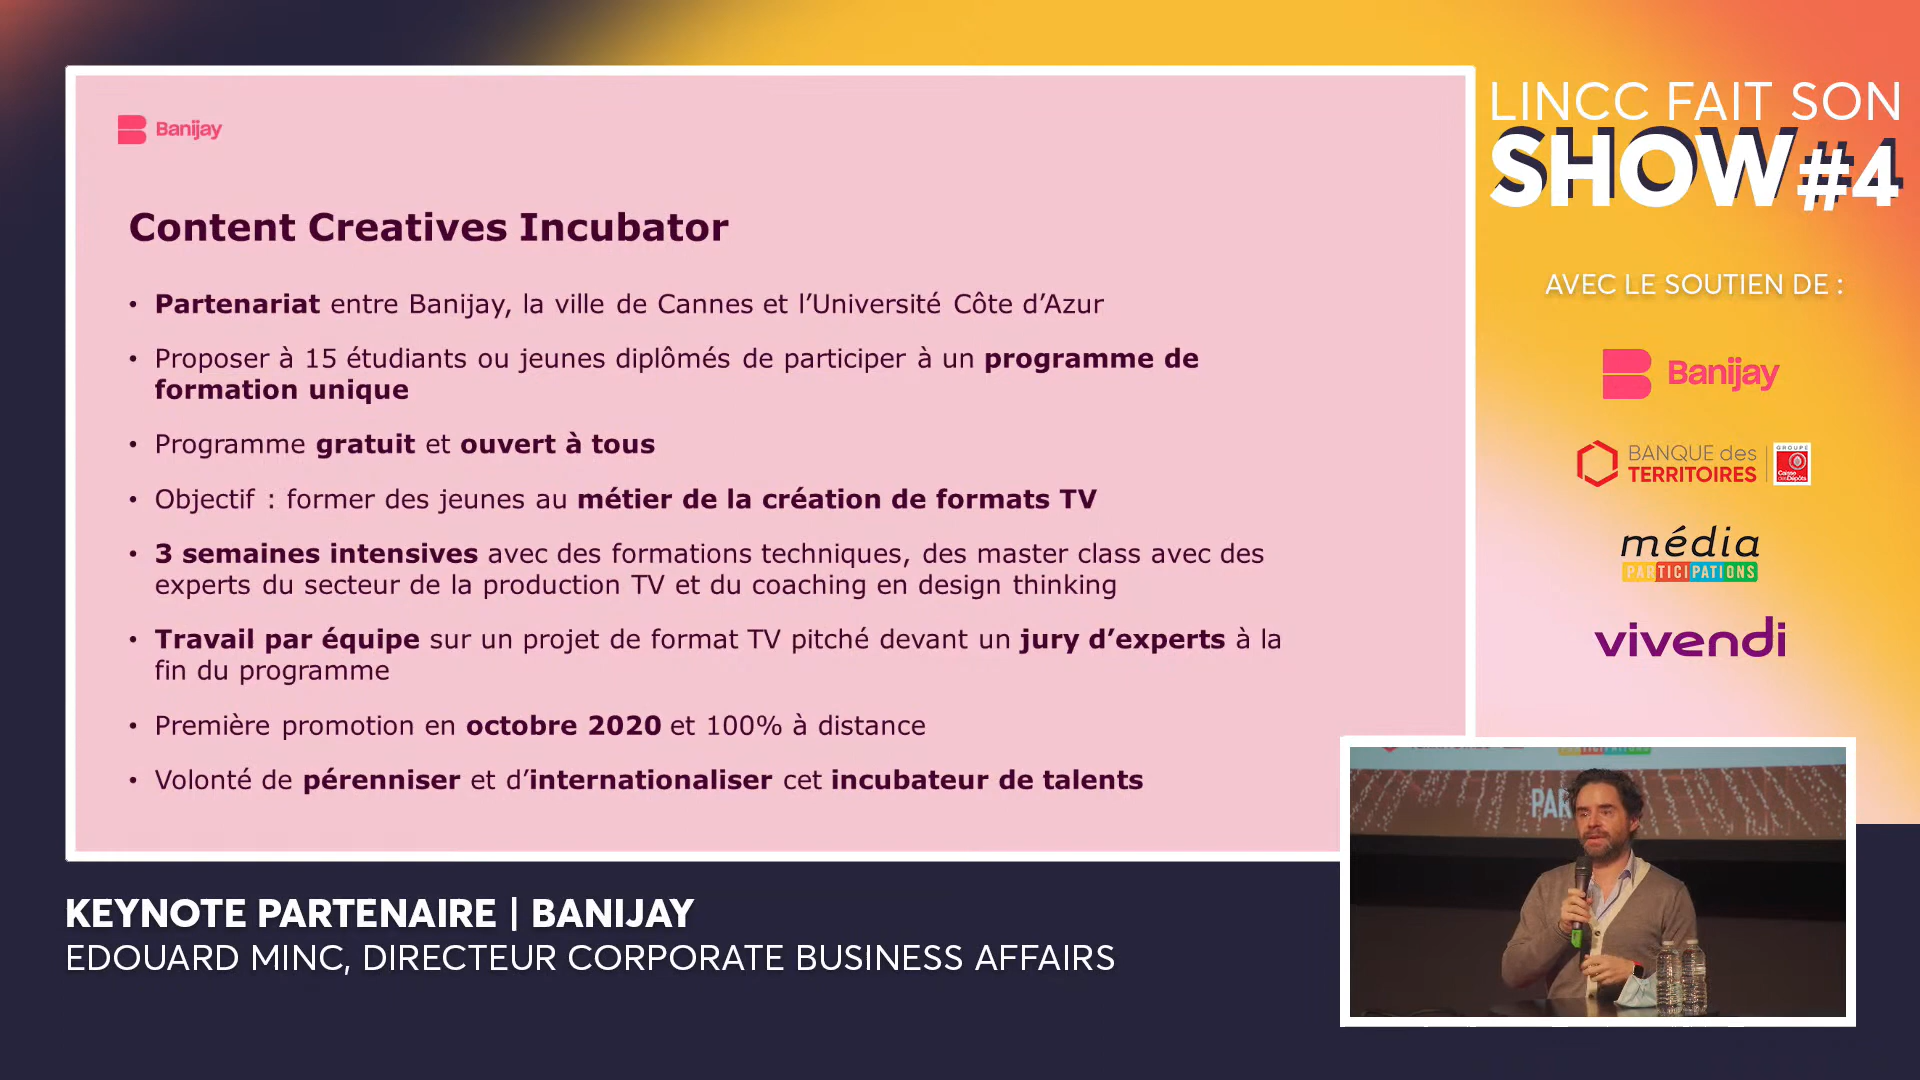 Banijay
Content Creatives Incubator
• Partenariat entre Banijay, la ville de Cannes et l’Université Côte d’Azur
• Proposer à 15 étudiants ou jeunes diplômés de participer à un programme de
formation unique
• Programme gratuit et ouvert à tous
• Objectif : former des jeunes au métier de la création de formats TV
• 3 semaines intensives avec des formations techniques, des master class avec des
experts du secteur de la production TV et du coaching en design thinking
• Travail par équipe sur un projet de format TV pitché devant un jury d’experts à la
fin du programme
• Première promotion en octobre 2020 et 100% à distance
• Volonté de pérenniser et d’internationaliser cet incubateur de talents
LINCC FAIT SON
SHOW#4
AVEC LE SOUTIEN DE :
Banijay
BANQUE des
TERRITOIRES
GROUPE
Caisse
des Dépôts
média
PARTICIPATIONS
vivendi
KEYNOTE PARTENAIRE | BANIJAY
EDOUARD MINC, DIRECTEUR CORPORATE BUSINESS AFFAIRS